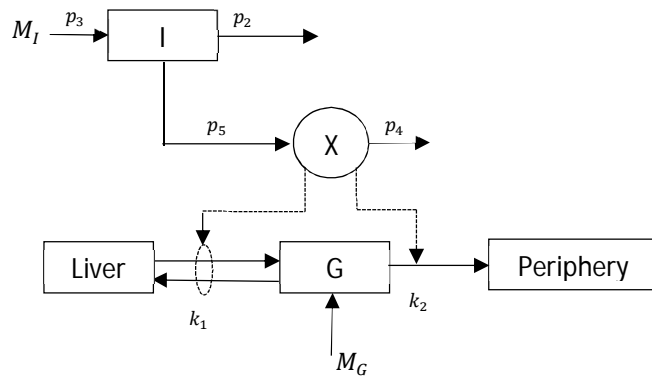 M_I p_3 I p_2
p_5 X p_4
Liver G Periphery
k_1 k_2
M_G